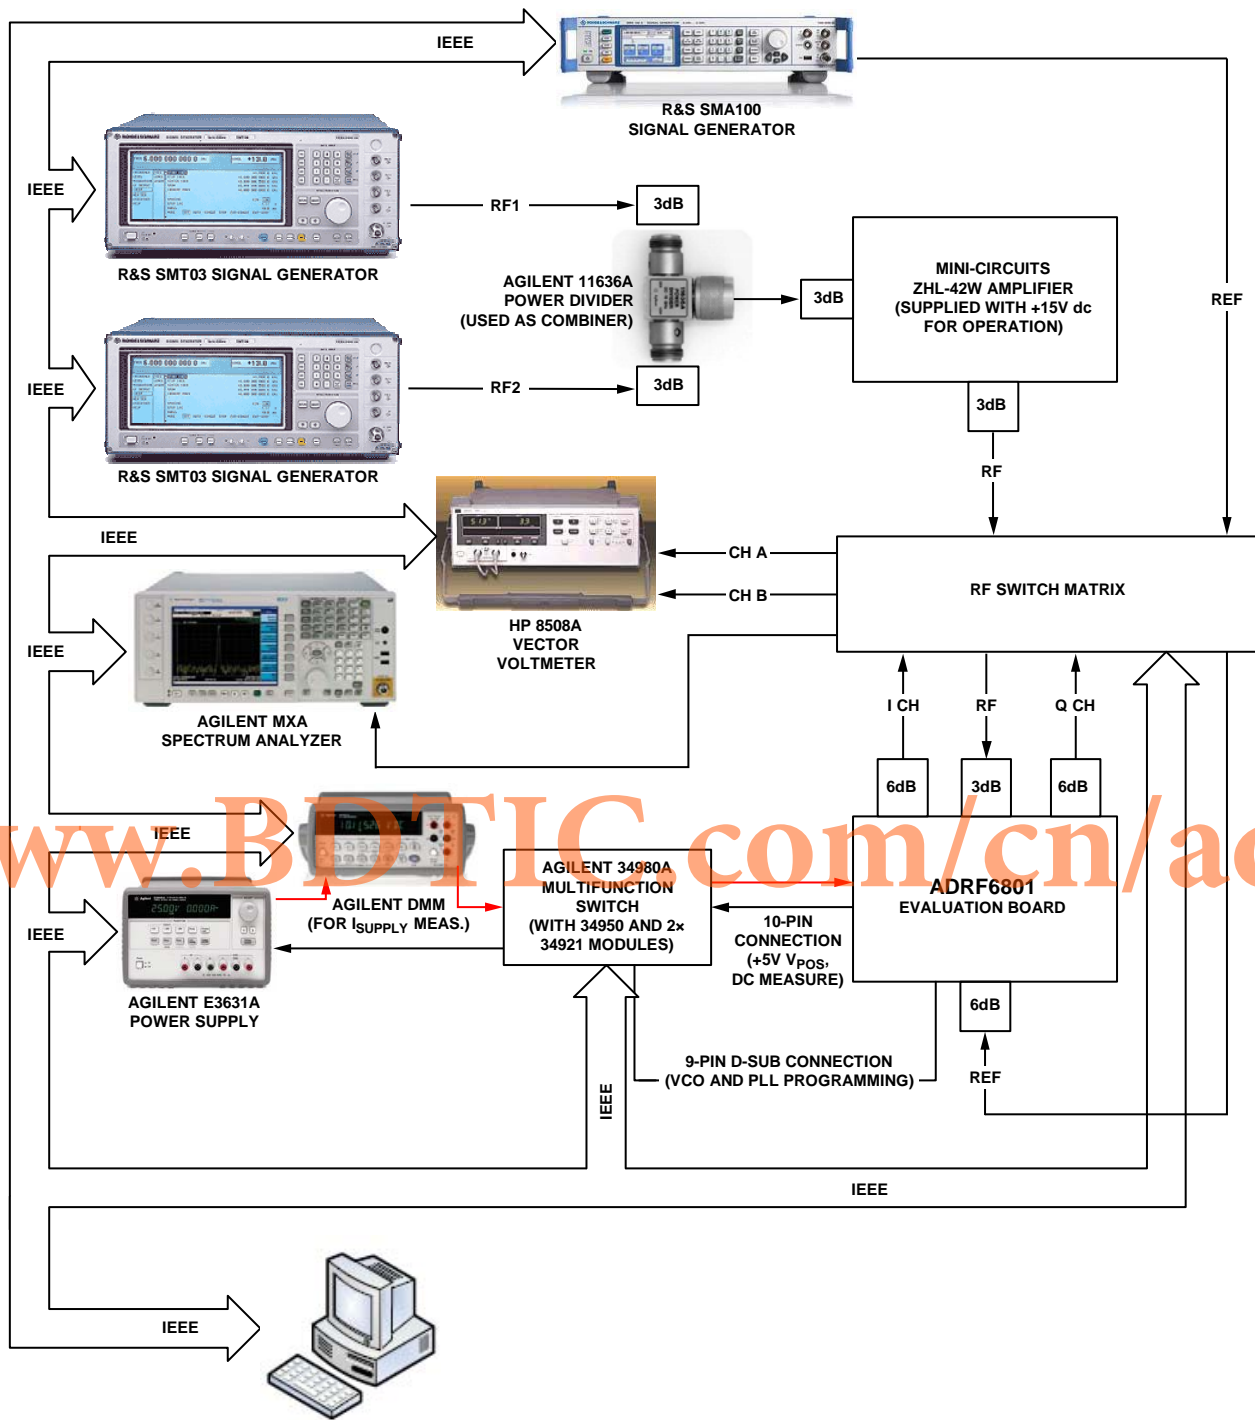 IEEE
R&S SMA100
SIGNAL GENERATOR
IEEE
RF1
3dB
R&S SMT03 SIGNAL GENERATOR
AGILENT 11636A
POWER DIVIDER
(USED AS COMBINER)
3dB
MINI-CIRCUITS
ZHL-42W AMPLIFIER
(SUPPLIED WITH +15V dc
FOR OPERATION)
REF
IEEE
RF2
3dB
3dB
R&S SMT03 SIGNAL GENERATOR
RF
IEEE
CH A
CH B
RF SWITCH MATRIX
HP 8508A
VECTOR
VOLTMETER
IEEE
AGILENT MXA
SPECTRUM ANALYZER
I CH
RF
Q CH
6dB
3dB
6dB
IEEE
www.BDTIC.com/cn/ad
AGILENT DMM
(FOR ISUPPLY MEAS.)
AGILENT 34980A
MULTIFUNCTION
SWITCH
(WITH 34950 AND 2×
34921 MODULES)
10-PIN
CONNECTION
(+5V VPOS,
DC MEASURE)
ADRF6801
EVALUATION BOARD
IEEE
AGILENT E3631A
POWER SUPPLY
6dB
9-PIN D-SUB CONNECTION
(VCO AND PLL PROGRAMMING)
REF
IEEE
IEEE
IEEE